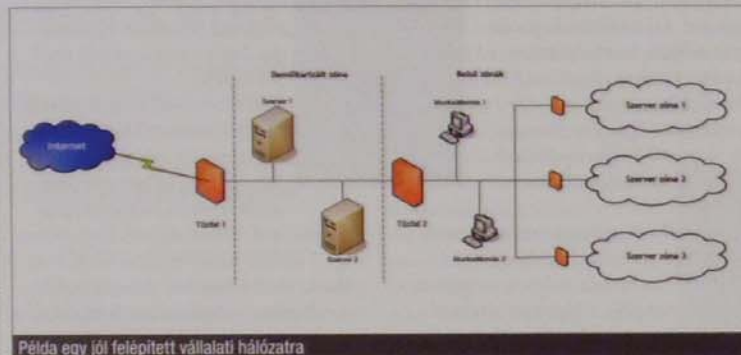 Demilitarizált zóna
Belső zónák
Szerver 1
Munkaállomás 1
Szerver zóna 1
Internet
Szerver zóna 2
Tűzfal 1
Tűzfal 2
Szerver 2
Munkaállomás 2
Szerver zóna 3
Példa egy jól felépített vállalati hálózatra